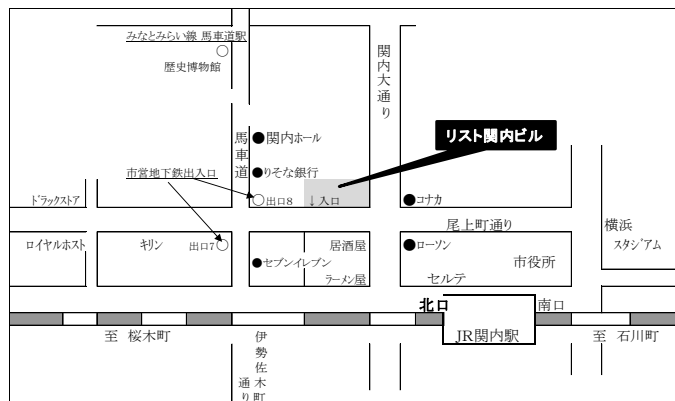 みなとみらい線 馬車道駅
歴史博物館
関内大通り
馬車道
関内ホール
リスト関内ビル
りそな銀行
市営地下鉄出入口
ドラックストア
出口8
↓入口
コナカ
尾上町通り
横浜
スタジアム
ロイヤルホスト
キリン
出口7
居酒屋
ローソン
セブンイレブン
市役所
ラーメン屋
セルテ
北口
南口
至 桜木町
JR関内駅
至 石川町
伊勢佐木町
通り